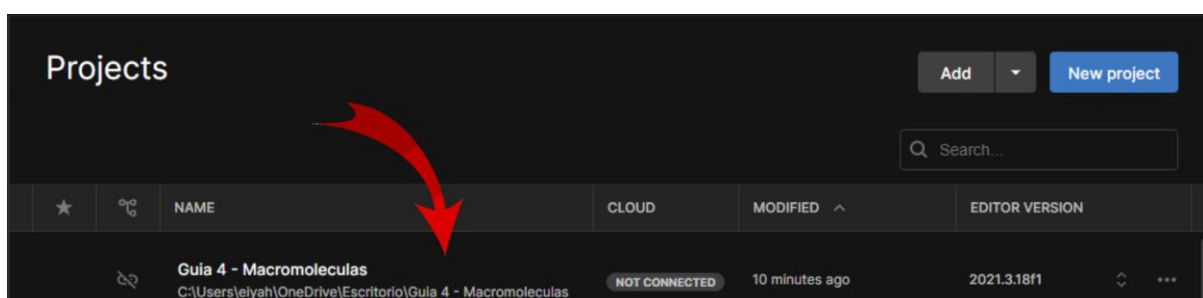 Projects
Add
New project
Search...
NAME
CLOUD
MODIFIED
EDITOR VERSION
Guia 4 - Macromoleculas
NOT CONNECTED
10 minutes ago
2021.3.18f1
C:\Users\eiyah\OneDrive\Escritorio\Guia 4 - Macromoleculas